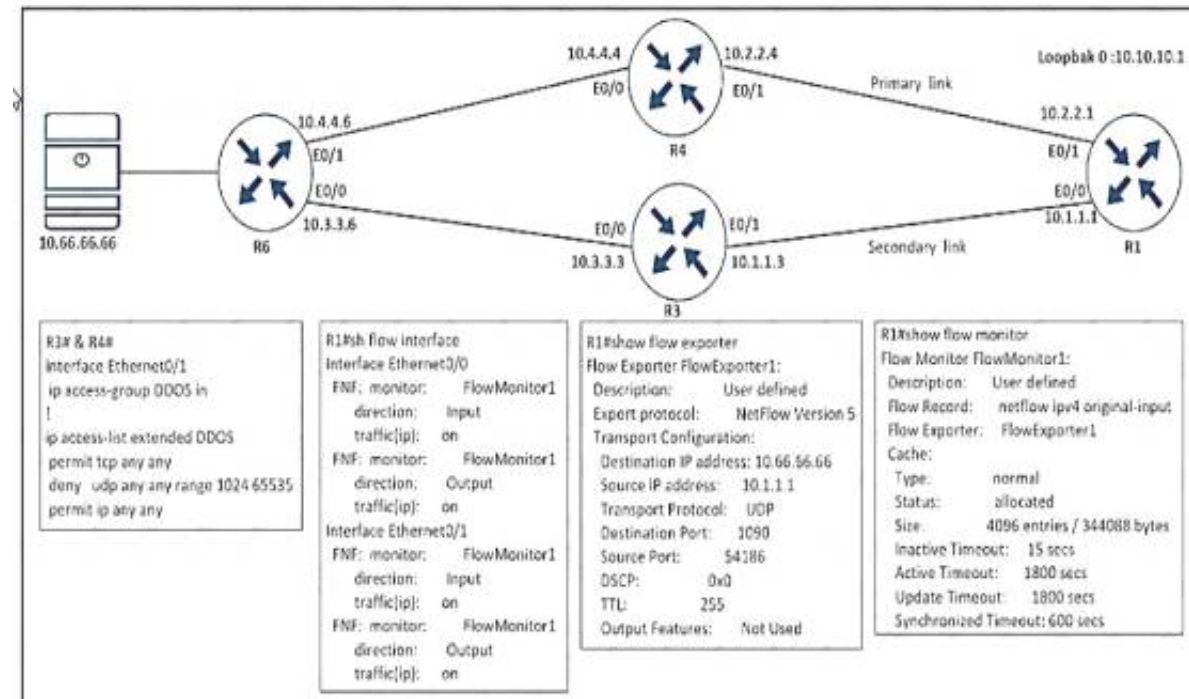 10.4.4.4
10.2.2.4
Loopbak 0 :10.10.10.1
E0/0
E0/1
Primary link
10.4.4.6
10.2.2.1
R4
E0/1
E0/1
E0/0
E0/0
10.66.66.66
10.3.3.6
E0/0
E0/1
10.1.1.1
R6
10.3.3.3
10.1.1.3
Secondary link
R1
R3
R3# & R4#
interface Ethernet0/1
ip access-group DDOS in
!
ip access-list extended DDOS
permit tcp any any
deny udp any any range 1024 65535
permit ip any any
R1#sh flow interface
Interface Ethernet0/0
FNF: monitor: FlowMonitor1
direction: Input
traffic(ip): on
FNF: monitor: FlowMonitor1
direction: Output
traffic(ip): on
Interface Ethernet0/1
FNF: monitor: FlowMonitor1
direction: Input
traffic(ip): on
FNF: monitor: FlowMonitor1
direction: Output
traffic(ip): on
R1#show flow exporter
Flow Exporter FlowExporter1:
Description: User defined
Export protocol: NetFlow Version 5
Transport Configuration:
Destination IP address: 10.66.66.66
Source IP address: 10.1.1.1
Transport Protocol: UDP
Destination Port: 1090
Source Port: 54186
DSCP: 0x0
TTL: 255
Output Features: Not Used
R1#show flow monitor
Flow Monitor FlowMonitor1:
Description: User defined
Flow Record: netflow ipv4 original-input
Flow Exporter: FlowExporter1
Cache:
Type: normal
Status: allocated
Size: 4096 entries / 344088 bytes
Inactive Timeout: 15 secs
Active Timeout: 1800 secs
Update Timeout: 1800 secs
Synchronized Timeout: 600 secs